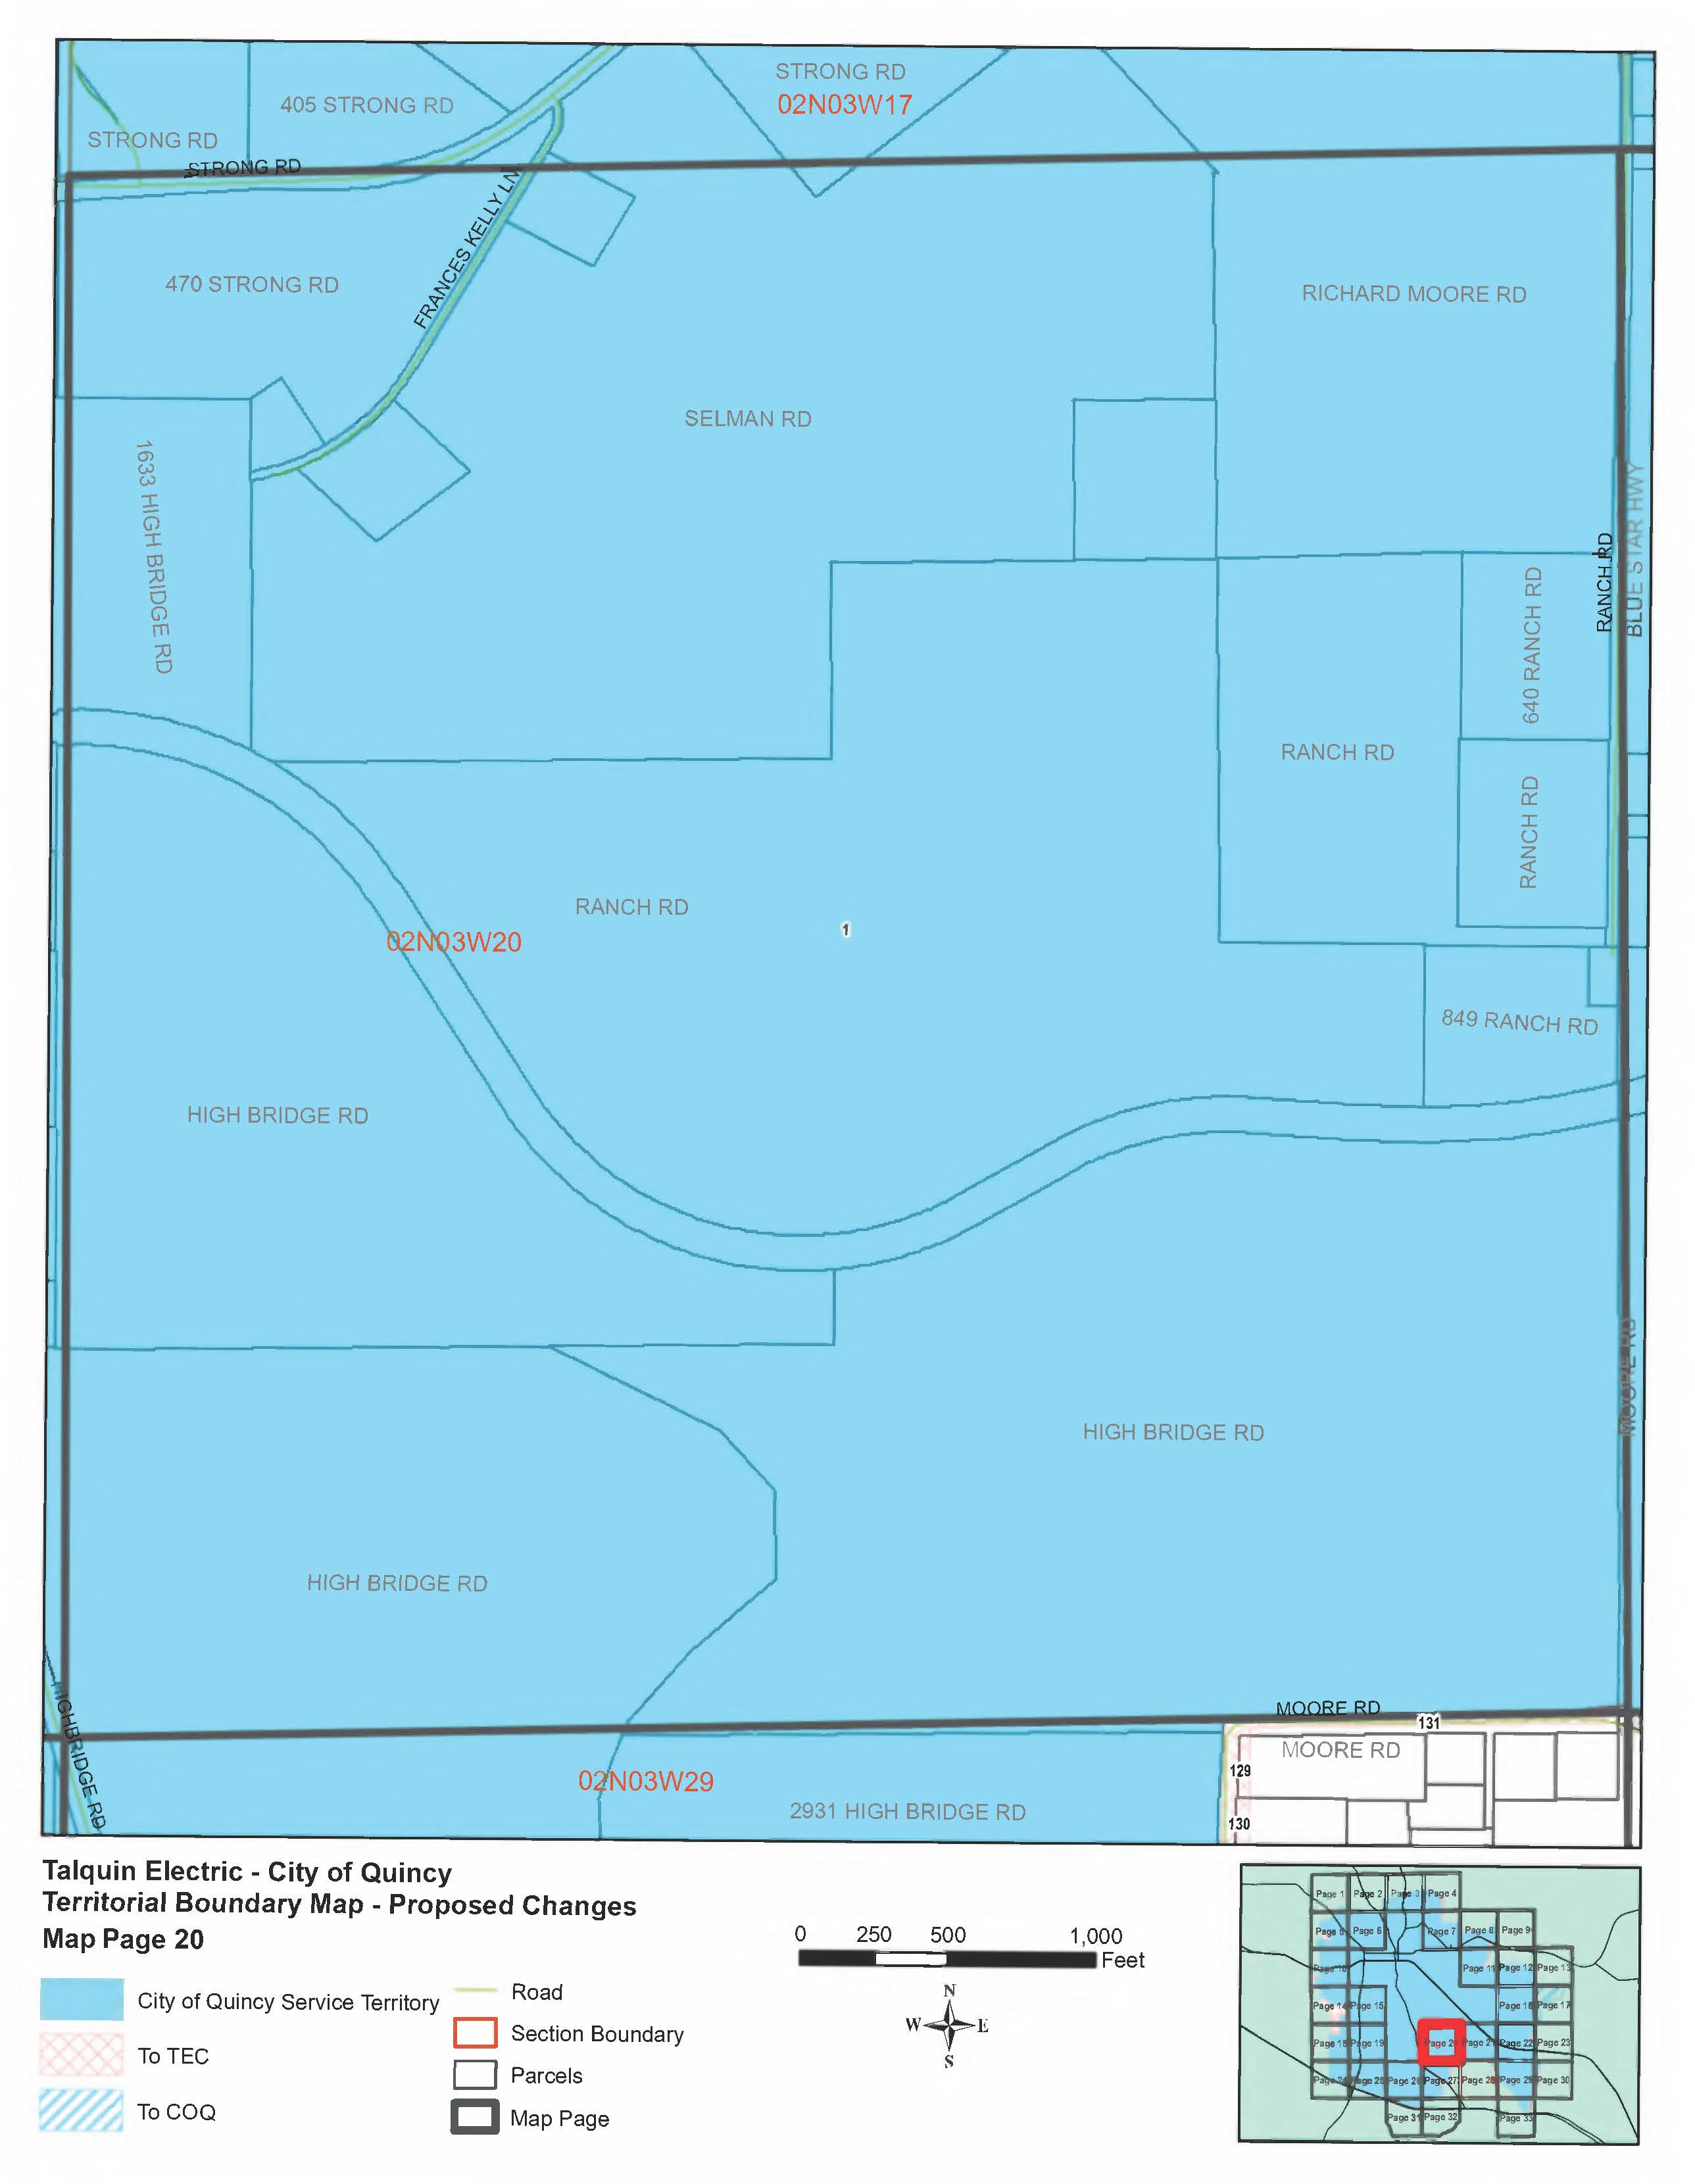 STRONG RD
02N03W17
405 STRONG RD
STRONG RD
STRONG RD
FRANCES KELLY LN
470 STRONG RD
RICHARD MOORE RD
SELMAN RD
1633 HIGH BRIDGE RD
BLUE STAR HWY
RANCH RD
640 RANCH RD
RANCH RD
RANCH RD
RANCH RD
1
02N03W20
849 RANCH RD
HIGH BRIDGE RD
MOORE RD
HIGH BRIDGE RD
HIGH BRIDGE RD
HIGHBRIDGE RD
MOORE RD
131
MOORE RD
129
02N03W29
2931 HIGH BRIDGE RD
130
Talquin Electric - City of Quincy
Territorial Boundary Map - Proposed Changes
Map Page 20
City of Quincy Service Territory
To TEC
To COQ
Road
Section Boundary
Parcels
Map Page
0 250 500 1,000
Feet
N
W E
S
Page 1 Page 2 Page 3 Page 4
Page 6 Page 7 Page 8 Page 9
Page 11 Page 12 Page 13
Page 14 Page 15 Page 17
Page 19 Page 20 Page 22 Page 23
Page 27 Page 28 Page 29 Page 30
Page 31 Page 32 Page 33